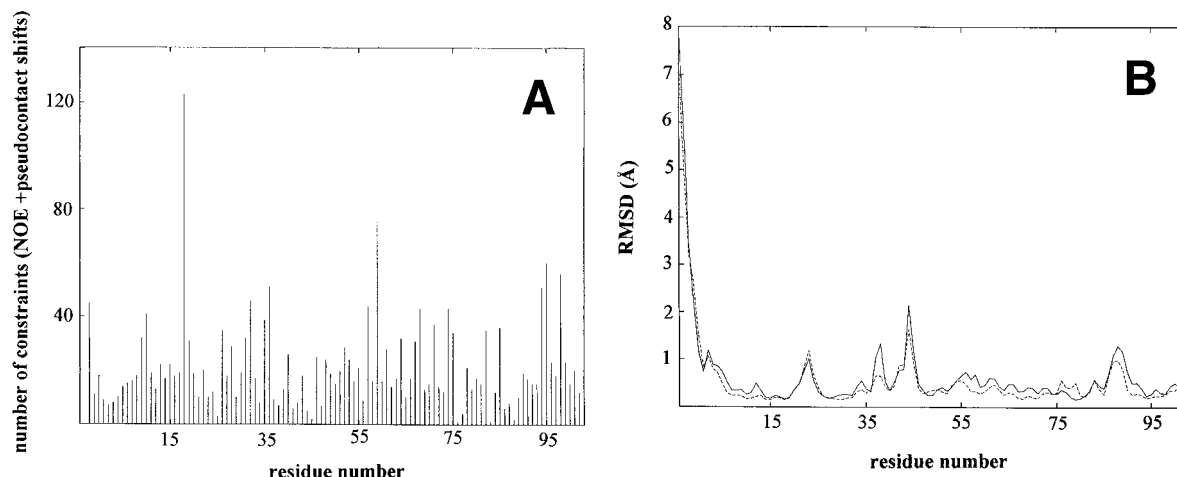 A
number of constraints (NOE +pseudocontact shifts)
120
80
40
15 35 55 75 95
residue number
B
RMSD (Å)
8
7
6
5
4
3
2
1
15 35 55 75 95
residue number